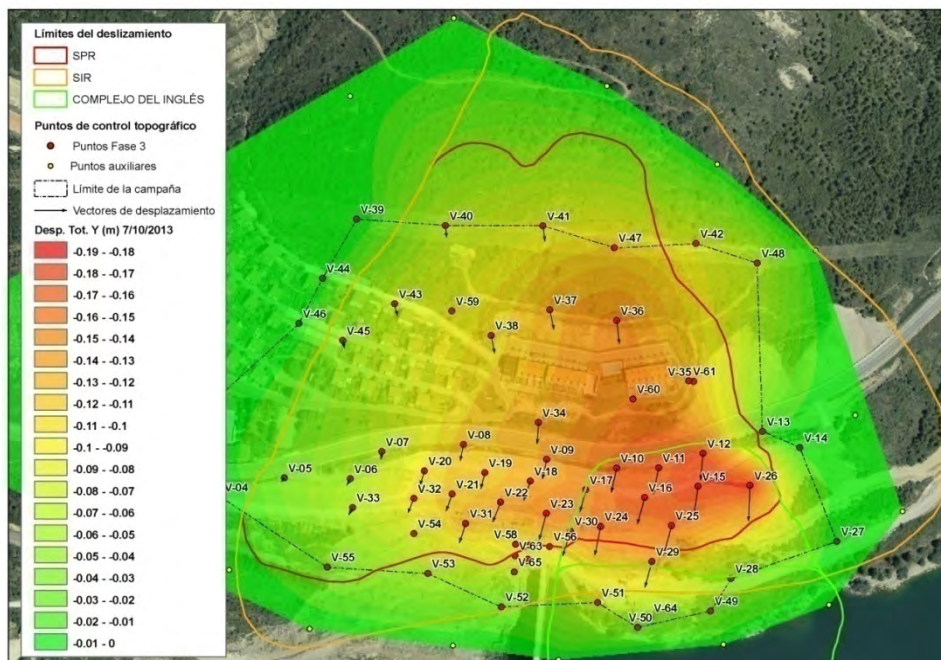 Límites del deslizamiento
SPR
SIR
COMPLEJO DEL INGLÉS
Puntos de control topográfico
Puntos Fase 3
Puntos auxiliares
Límite de la campaña
Vectores de desplazamiento
Desp. Tot. Y (m) 7/10/2013
-0.19 - -0.18
-0.18 - -0.17
-0.17 - -0.16
-0.16 - -0.15
-0.15 - -0.14
-0.14 - -0.13
-0.13 - -0.12
-0.12 - -0.11
-0.11 - -0.1
-0.1 - -0.09
-0.09 - -0.08
-0.08 - -0.07
-0.07 - -0.06
-0.06 - -0.05
-0.05 - -0.04
-0.04 - -0.03
-0.03 - -0.02
-0.02 - -0.01
-0.01 - 0
V-39
V-40
V-41
V-47
V-42
V-48
V-44
V-43
V-59
V-37
V-36
V-46
V-45
V-38
V-35
V-61
V-60
V-34
V-13
V-14
V-07
V-08
V-09
V-12
V-05
V-06
V-20
V-19
V-18
V-10
V-11
V-26
V-04
V-33
V-32
V-21
V-22
V-17
V-16
V-15
V-54
V-31
V-23
V-30
V-24
V-25
V-27
V-58
V-63
V-56
V-65
V-29
V-55
V-53
V-28
V-52
V-51
V-64
V-49
V-50